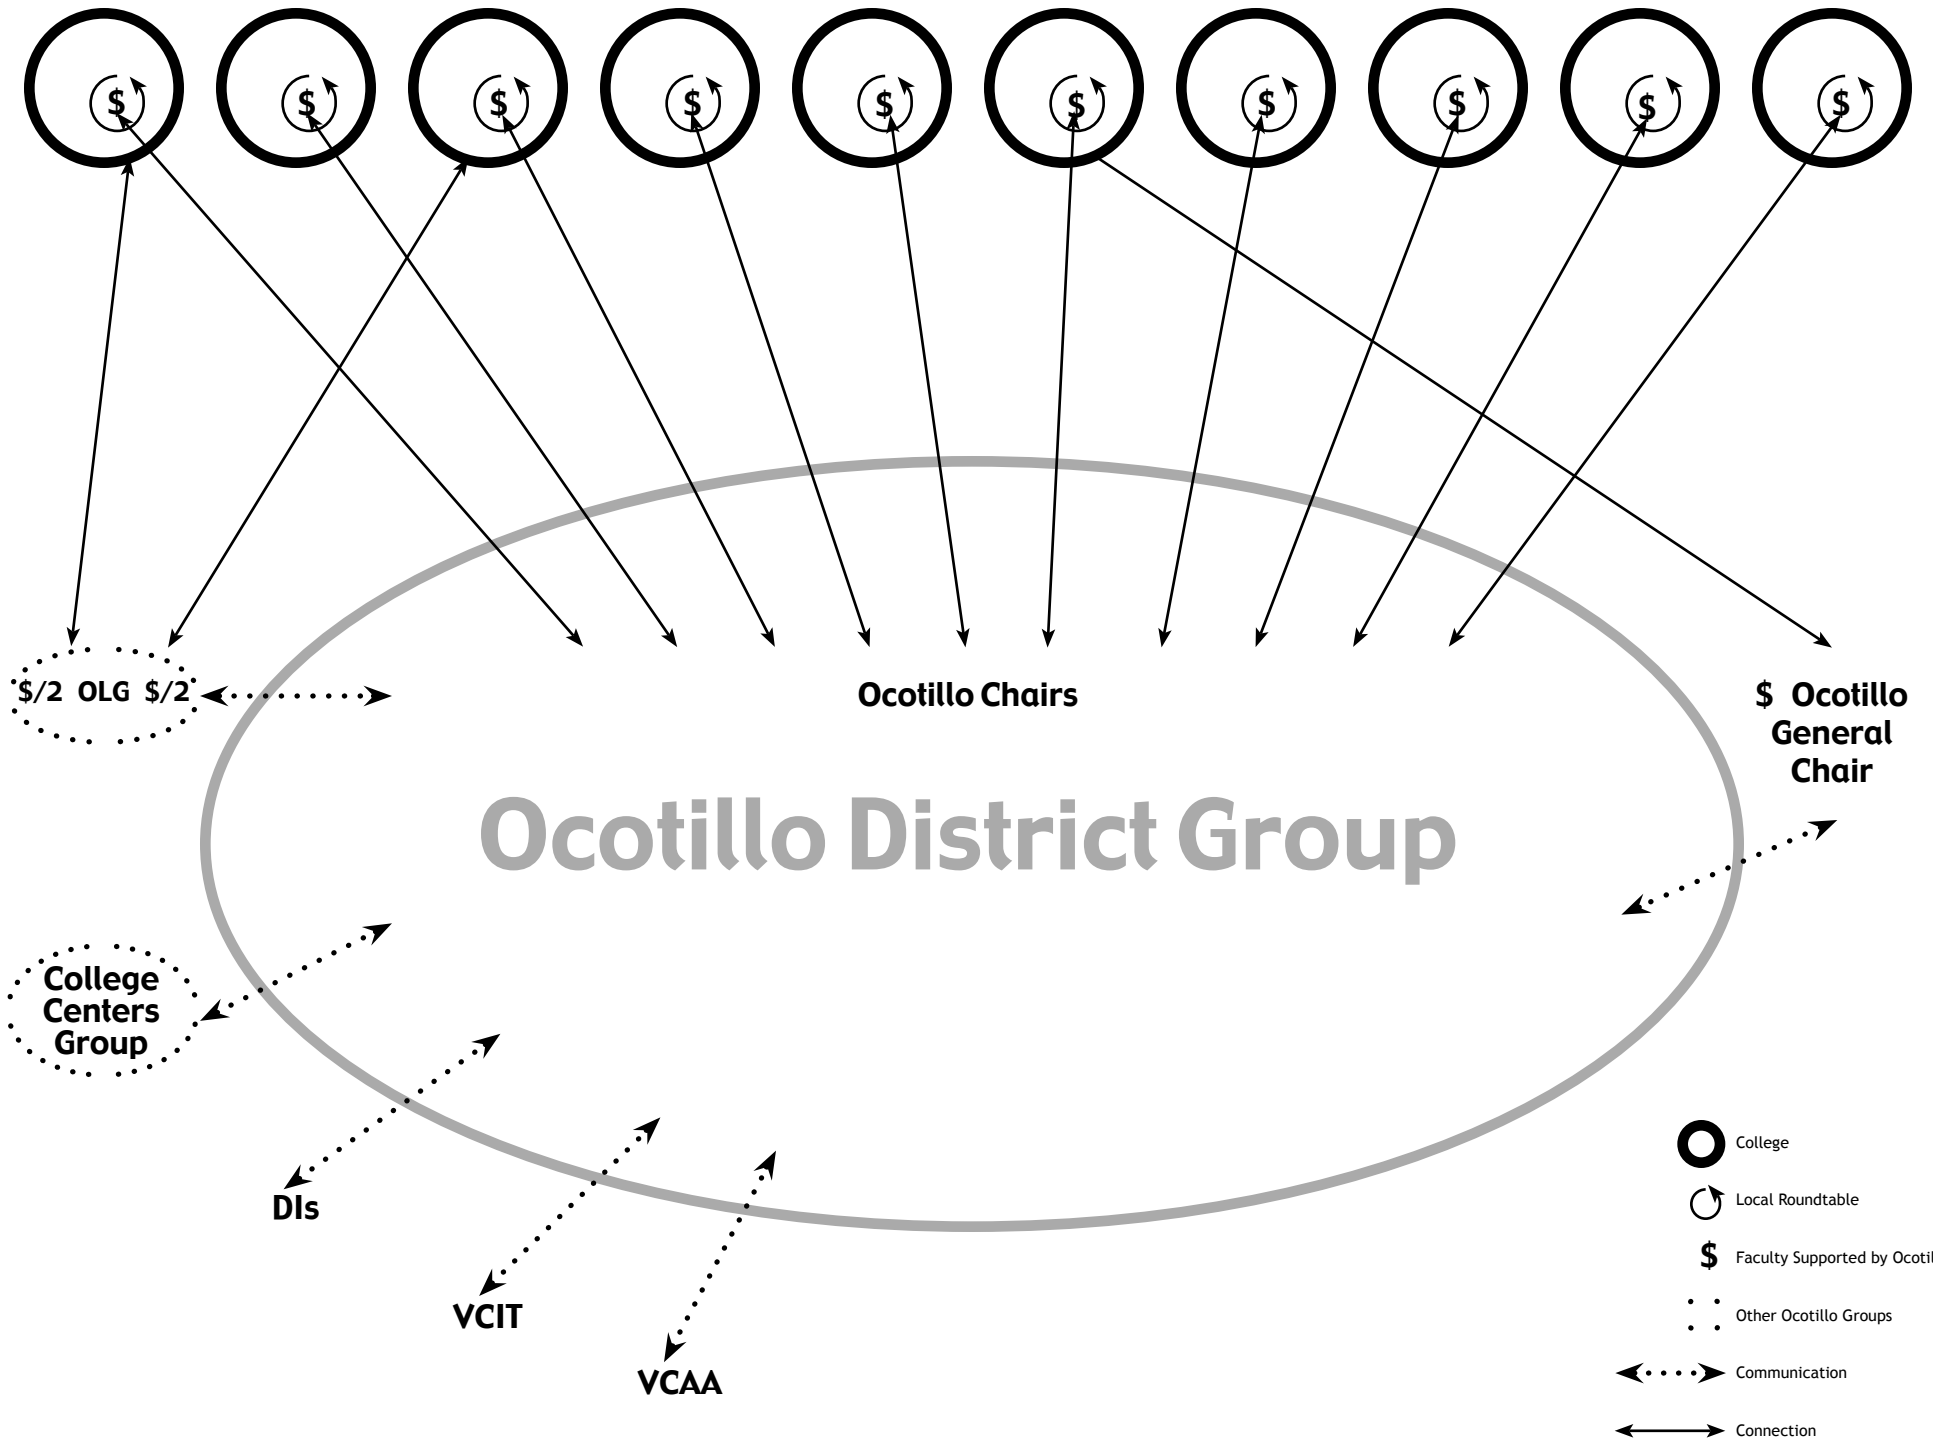 $ $ $ $ $ $ $ $ $ $
$/2 OLG $/2
Ocotillo Chairs
$ Ocotillo
General
Chair
Ocotillo District Group
College
Centers
Group
DIs
VCIT
VCAA
College
Local Roundtable
$ Faculty Supported by Ocotil
Other Ocotillo Groups
Communication
Connection